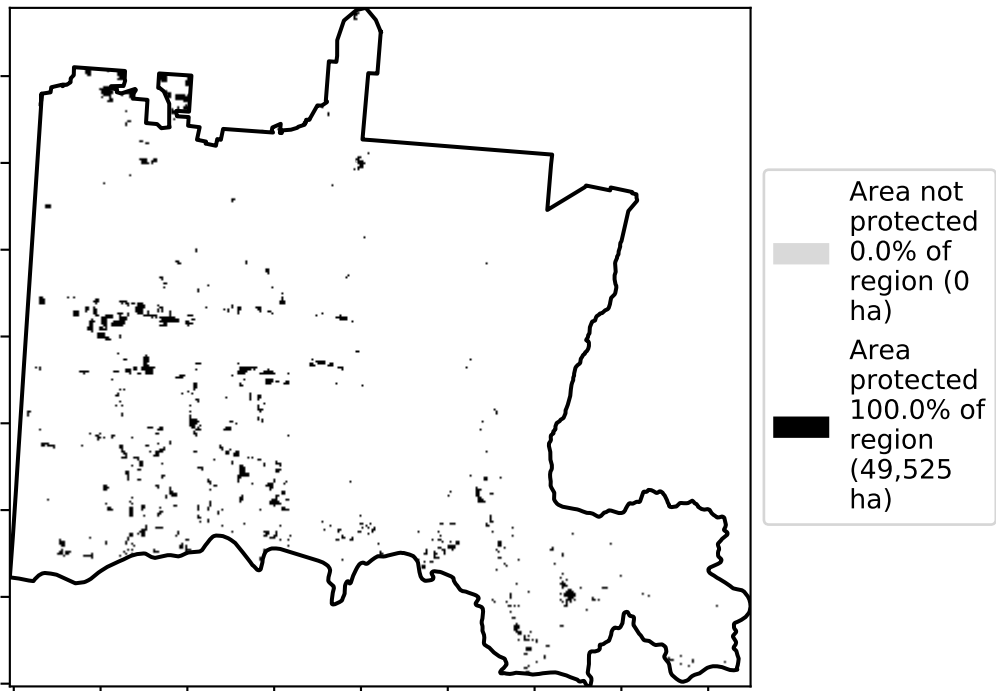 Area not
protected
0.0% of
region (0
ha)
Area
protected
100.0% of
region
(49,525
ha)